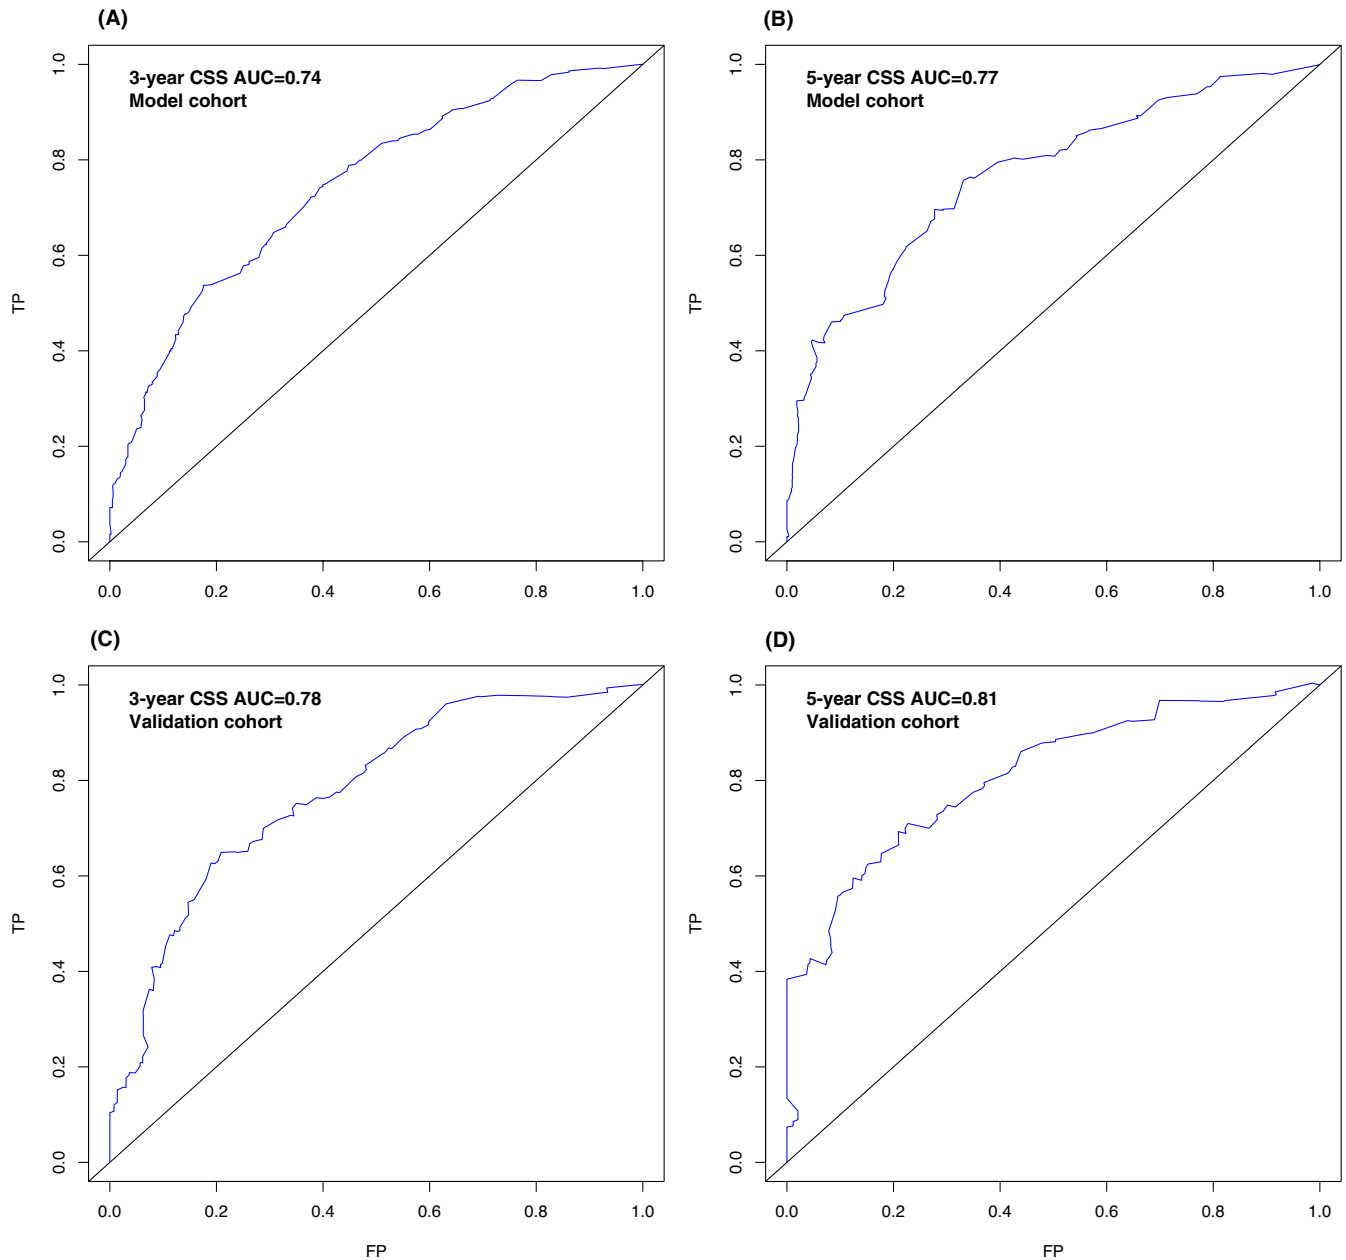 (A)
3-year CSS AUC=0.74
Model cohort
TP
1.0
0.8
0.6
0.4
0.2
0.0
0.0 0.2 0.4 0.6 0.8 1.0
(B)
5-year CSS AUC=0.77
Model cohort
TP
1.0
0.8
0.6
0.4
0.2
0.0
0.0 0.2 0.4 0.6 0.8 1.0
(C)
3-year CSS AUC=0.78
Validation cohort
TP
1.0
0.8
0.6
0.4
0.2
0.0
0.0 0.2 0.4 0.6 0.8 1.0
FP
(D)
5-year CSS AUC=0.81
Validation cohort
TP
1.0
0.8
0.6
0.4
0.2
0.0
0.0 0.2 0.4 0.6 0.8 1.0
FP